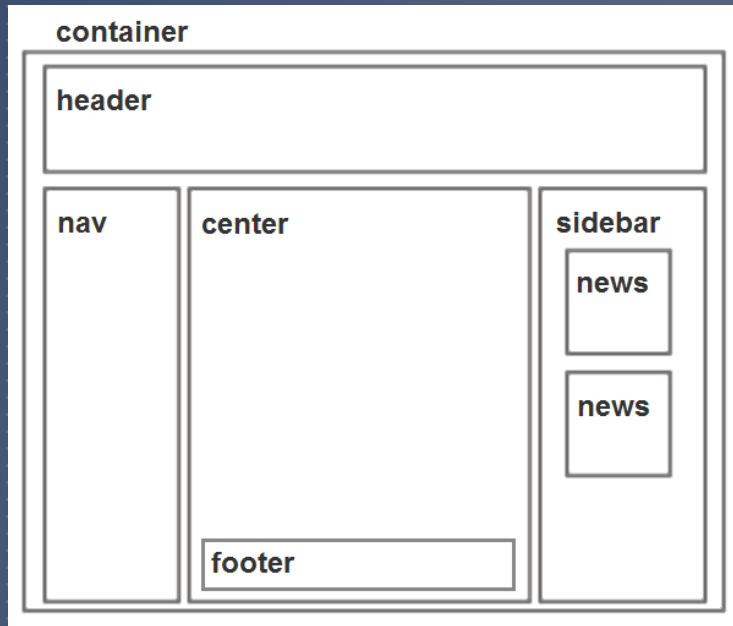 container
header
nav
center
sidebar
news
news
footer